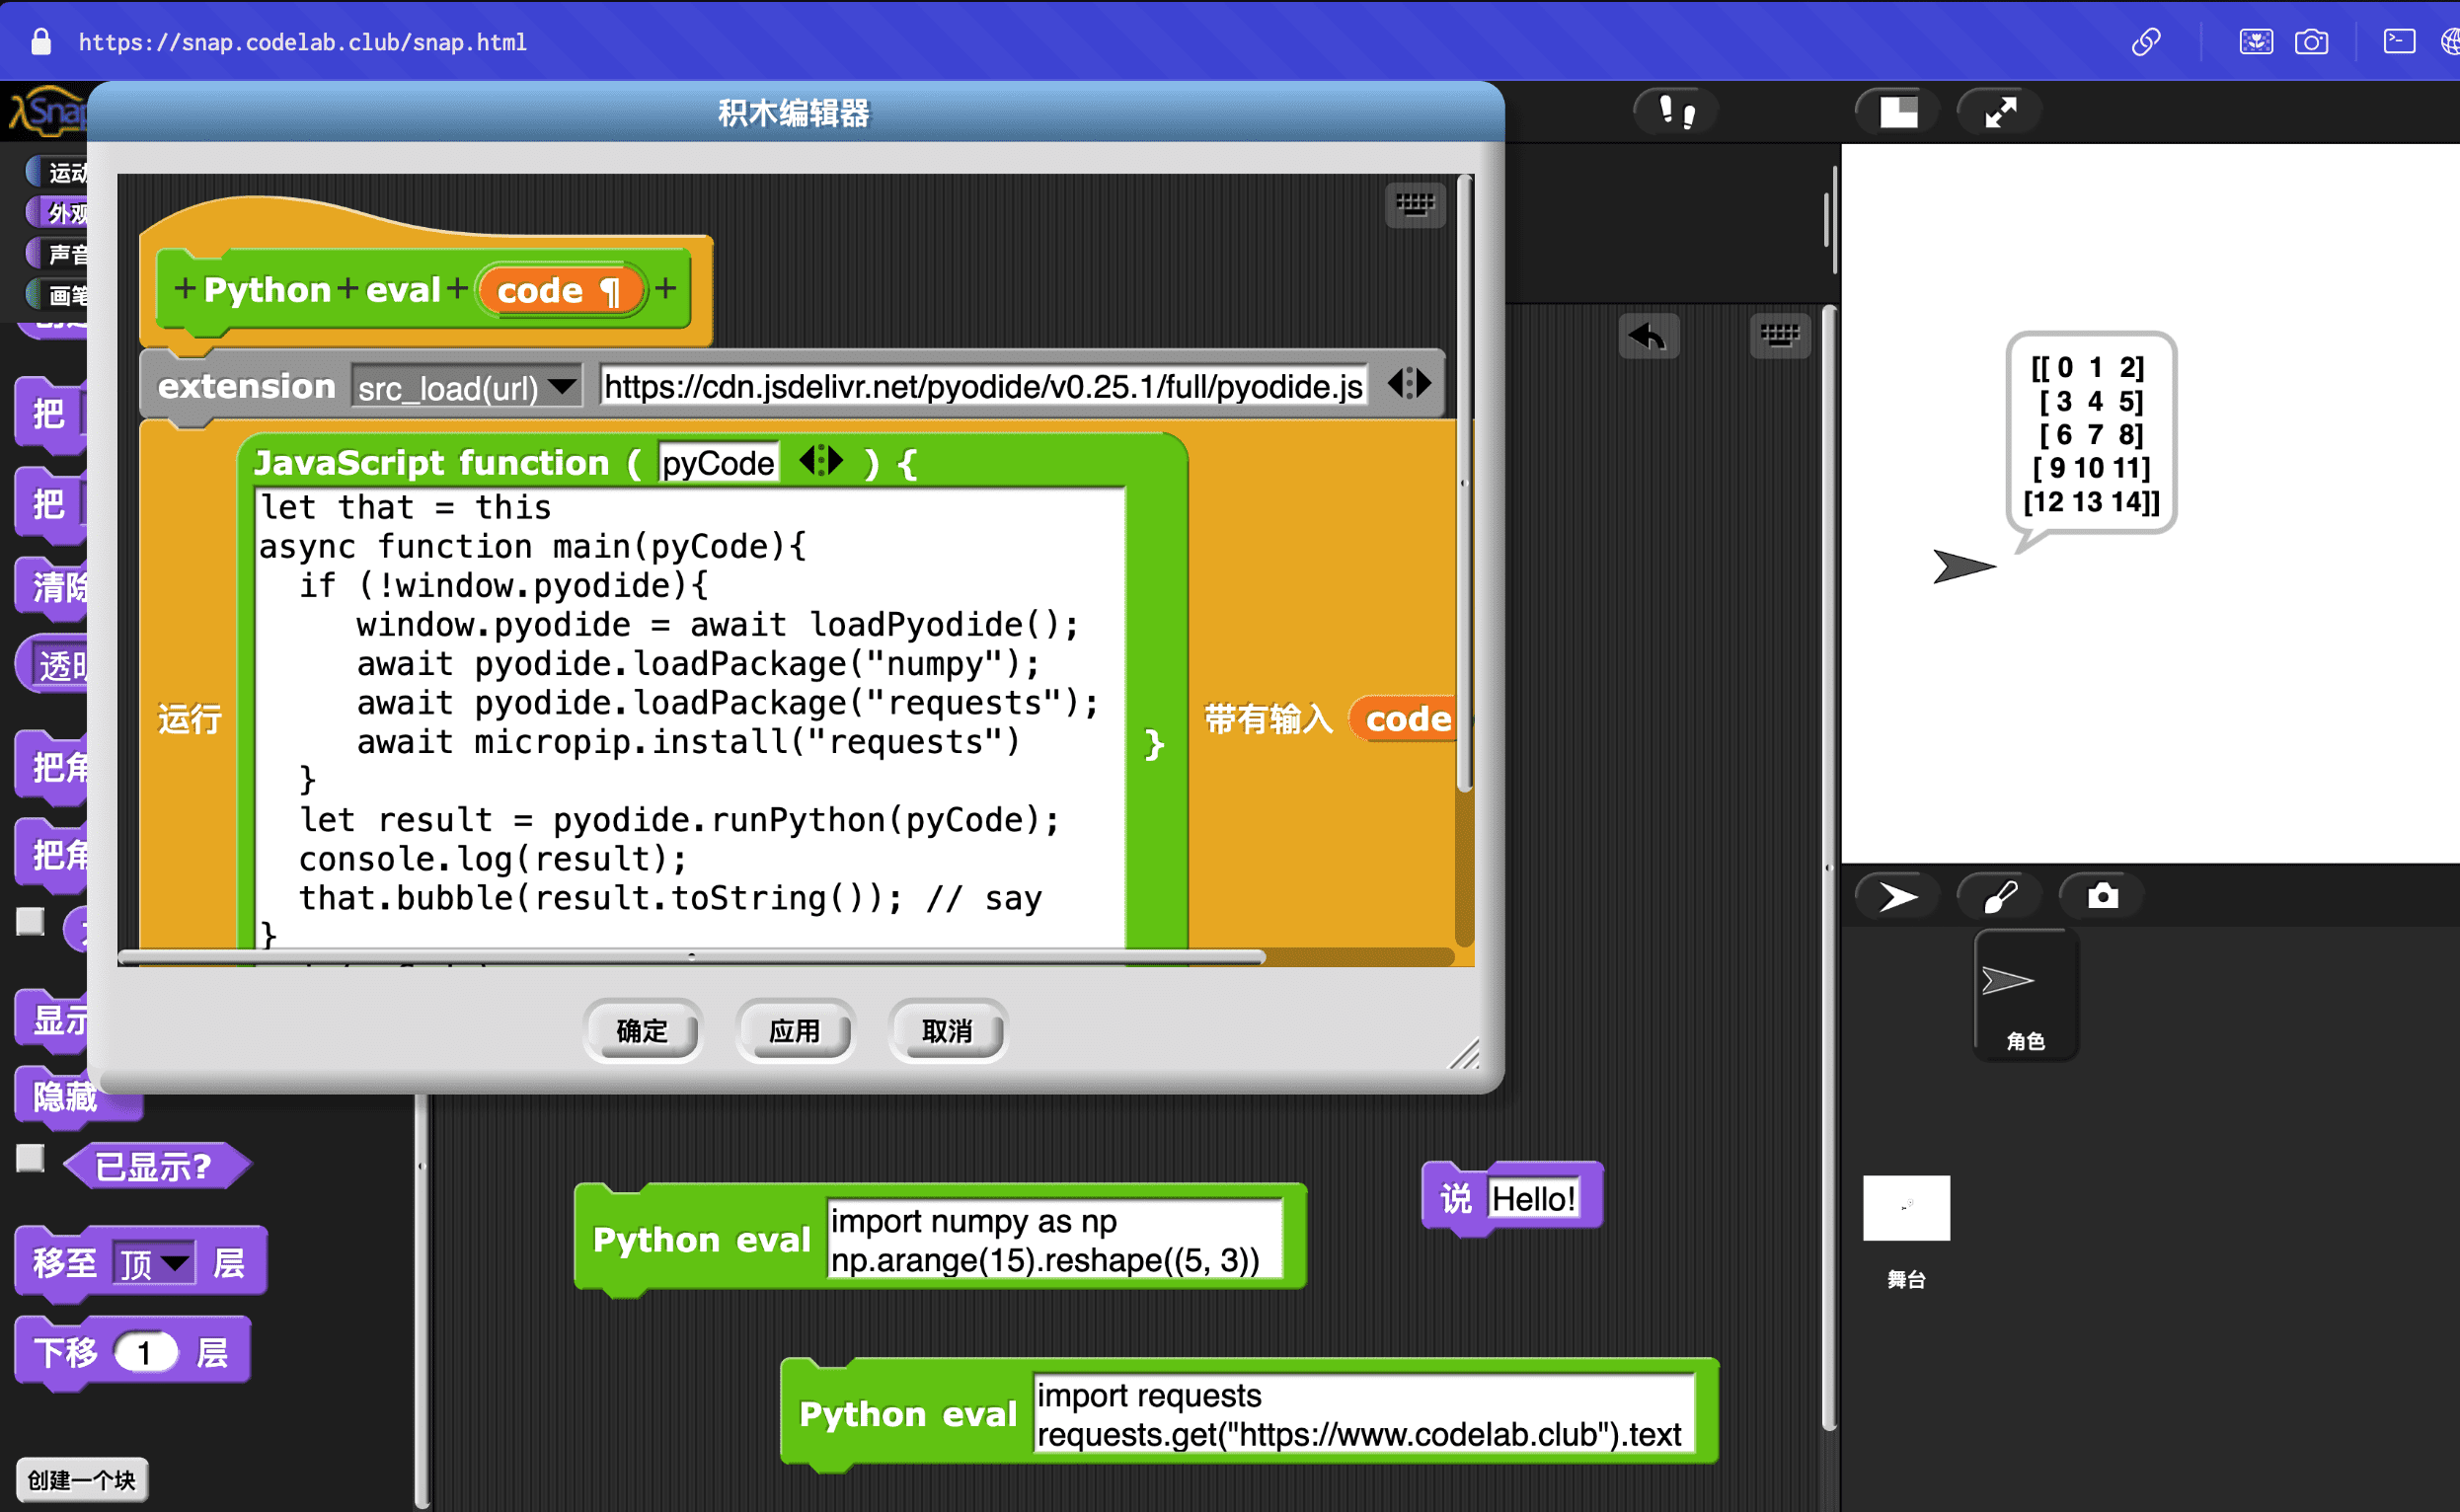 https://snap.codelab.club/snap.html
Snap
积木编辑器
运动
外观
声音
画笔
+ Python + eval + code ¶ +
extension src_load(url) https://cdn.jsdelivr.net/pyodide/v0.25.1/full/pyodide.js
JavaScript function ( pyCode ) {
let that = this
async function main(pyCode){
if (!window.pyodide){
window.pyodide = await loadPyodide();
await pyodide.loadPackage("numpy");
await pyodide.loadPackage("requests");
await micropip.install("requests")
}
let result = pyodide.runPython(pyCode);
console.log(result);
that.bubble(result.toString()); // say
}
运行
}
带有输入 code
确定
应用
取消
把
把
清除
透明
把角
把角
显示
隐藏
已显示?
移至 顶 层
下移 1 层
创建一个块
Python eval import numpy as np
np.arange(15).reshape((5, 3))
说 Hello!
Python eval import requests
requests.get("https://www.codelab.club").text
[[ 0 1 2]
[ 3 4 5]
[ 6 7 8]
[ 9 10 11]
[12 13 14]]
角色
舞台